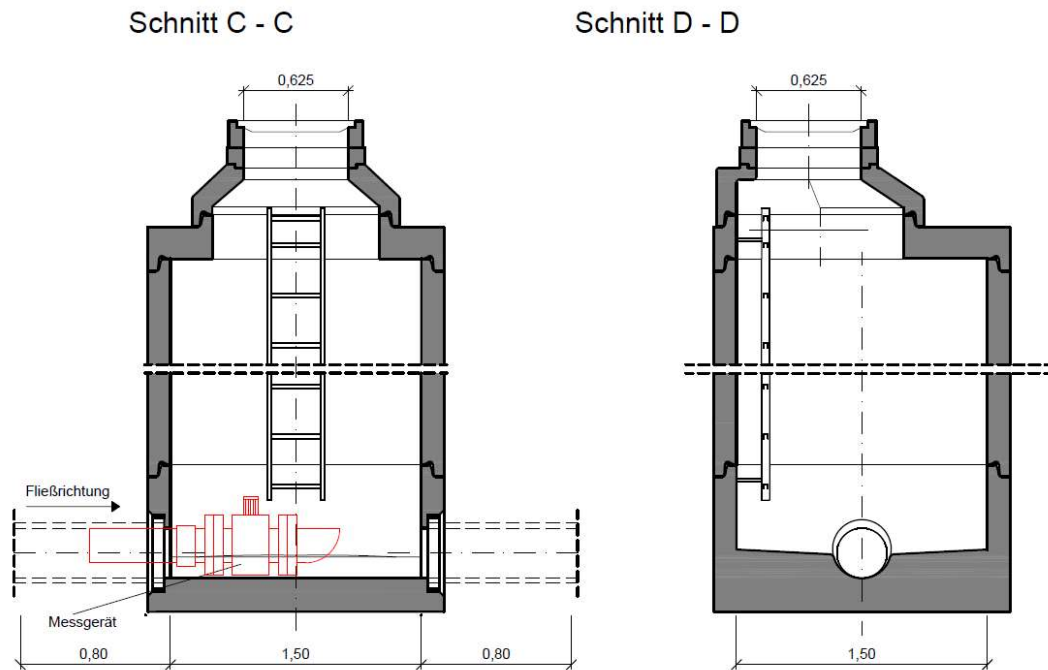 Schnitt C - C
Schnitt D - D
0,625
0,625
Fließrichtung
Messgerät
0,80
1,50
0,80
1,50